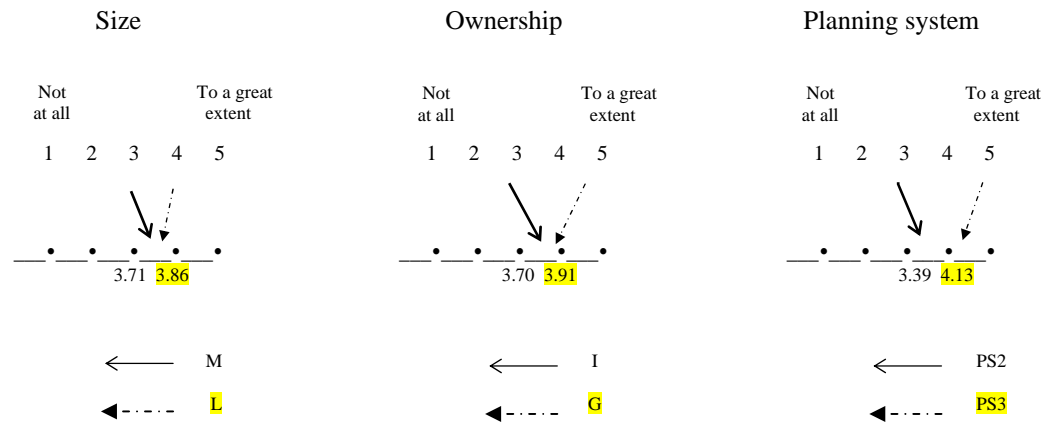 Size Ownership Planning system
Not To a great Not To a great Not To a great
at all extent at all extent at all extent
1 2 3 4 5 1 2 3 4 5 1 2 3 4 5
3.71 3.86 3.70 3.91 3.39 4.13
M I PS2
L G PS3